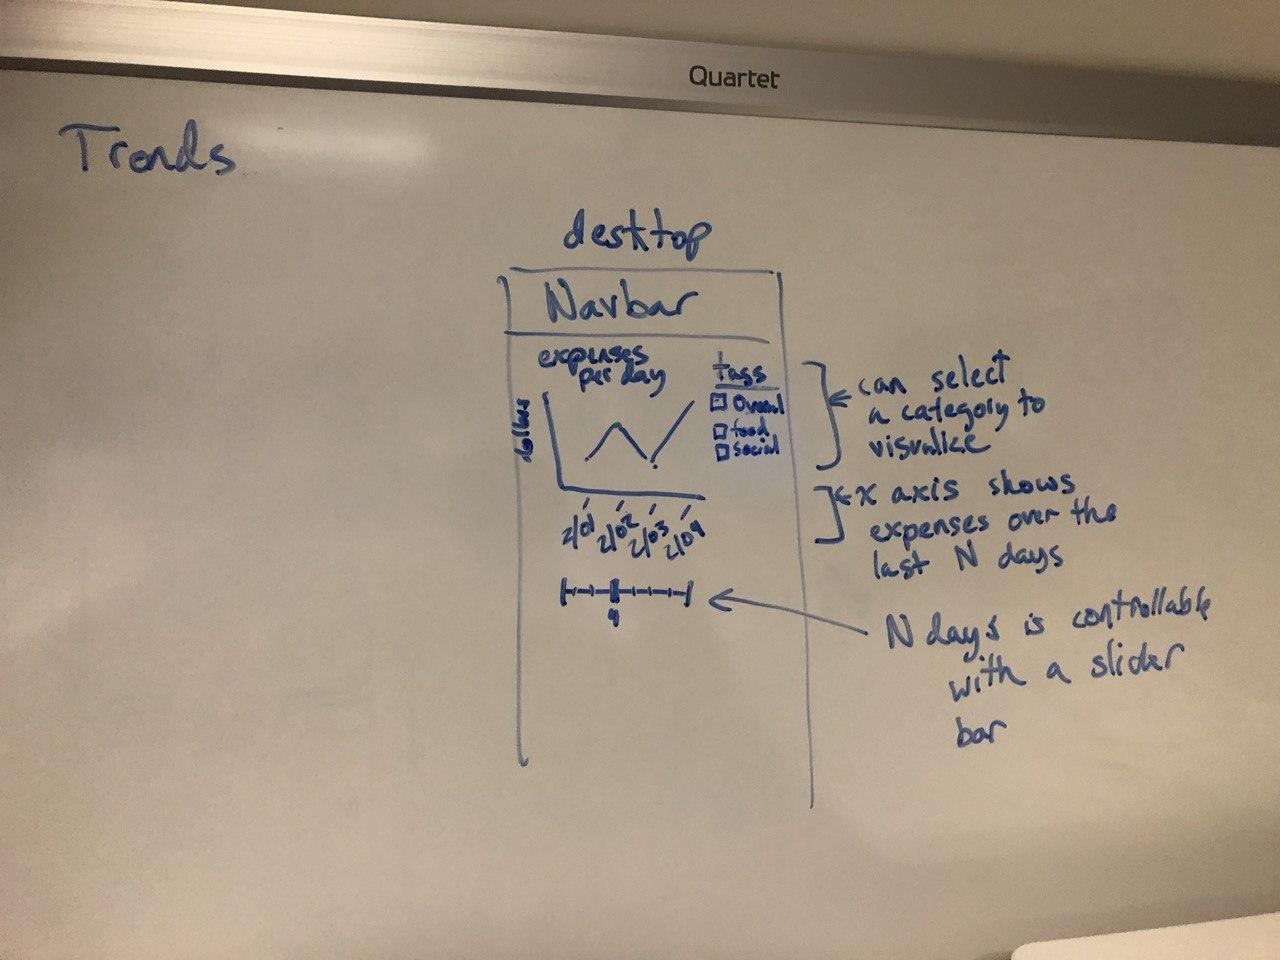 Quartet
Trends
desktop
Navbar
expenses
per day
dollars
tags
Overall
food
social
2/01
2/02
2/03
2/04
4
can select
a category to
visualize
x axis shows
expenses over the
last N days
N days is controllable
with a slider
bar